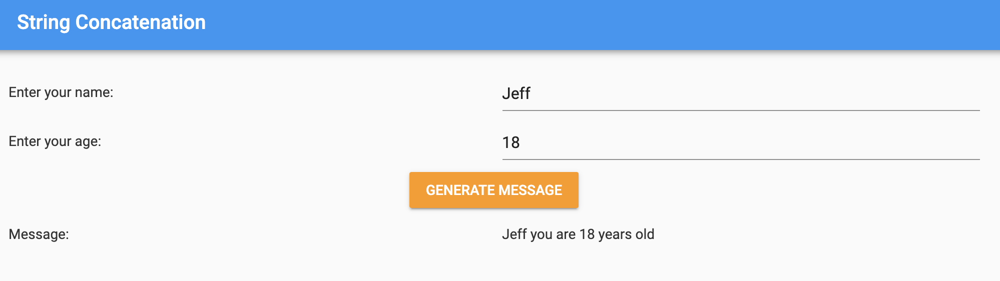 String Concatenation
Enter your name: Jeff
Enter your age: 18
GENERATE MESSAGE
Message: Jeff you are 18 years old